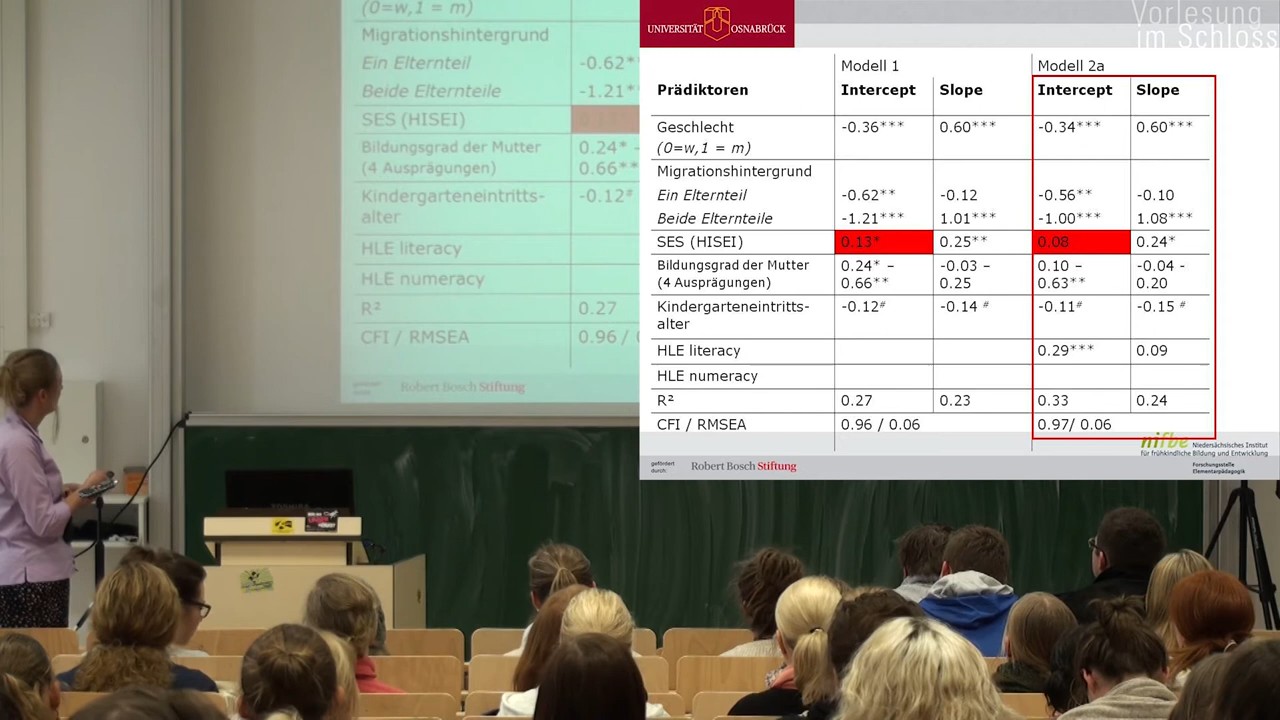 (0=w,1 = m)
Migrationshintergrund
Ein Elternteil -0.62**
Beide Elternteile -1.21**
SES (HISEI)
Bildungsgrad der Mutter 0.24* -
(4 Ausprägungen) 0.66**
Kindergarteneintritts- -0.12#
alter
HLE literacy
HLE numeracy
R² 0.27
CFI / RMSEA 0.96 /
Robert Bosch Stiftung
UNIVERSITÄT OSNABRÜCK
Vorlesung
im Schloss
Modell 1 Modell 2a
Prädiktoren Intercept Slope Intercept Slope
Geschlecht -0.36*** 0.60*** -0.34*** 0.60***
(0=w,1 = m)
Migrationshintergrund
Ein Elternteil -0.62** -0.12 -0.56** -0.10
Beide Elternteile -1.21*** 1.01*** -1.00*** 1.08***
SES (HISEI) 0.13* 0.25** 0.08 0.24*
Bildungsgrad der Mutter 0.24* – -0.03 – 0.10 – -0.04 -
(4 Ausprägungen) 0.66** 0.25 0.63** 0.20
Kindergarteneintritts- -0.12# -0.14 # -0.11# -0.15 #
alter
HLE literacy 0.29*** 0.09
HLE numeracy
R² 0.27 0.23 0.33 0.24
CFI / RMSEA 0.96 / 0.06 0.97/ 0.06
gefördert
durch:
Robert Bosch Stiftung
nifbe
Niedersächsisches Institut
für frühkindliche Bildung und Entwicklung
Forschungsstelle
Elementarpädagogik